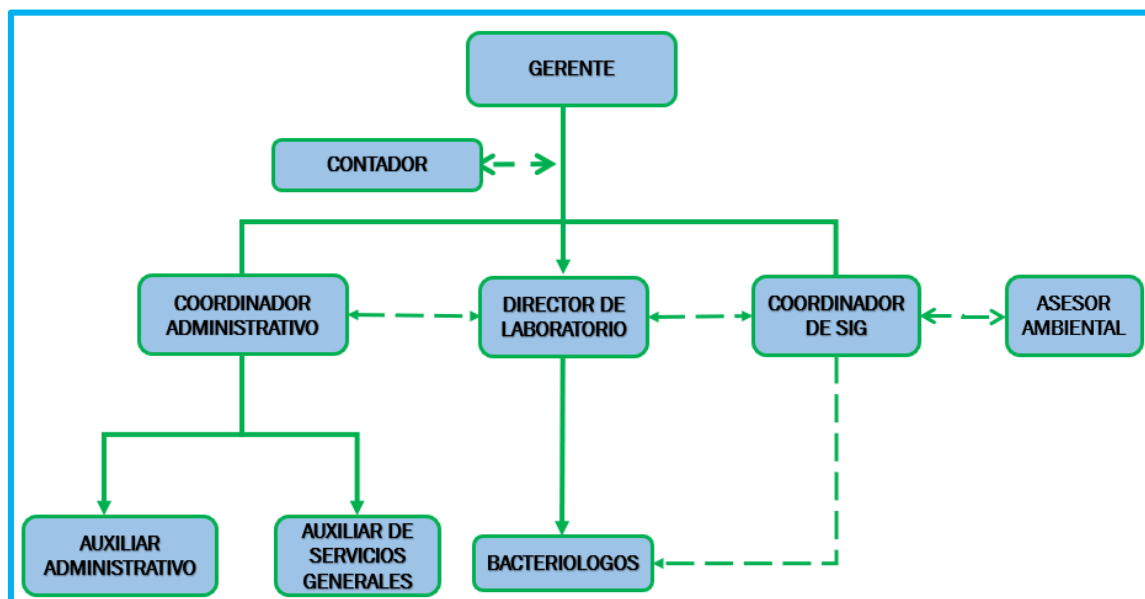 GERENTE
CONTADOR
COORDINADOR
ADMINISTRATIVO
DIRECTOR DE
LABORATORIO
COORDINADOR
DE SIG
ASESOR
AMBIENTAL
AUXILIAR
ADMINISTRATIVO
AUXILIAR DE
SERVICIOS
GENERALES
BACTERIOLOGOS